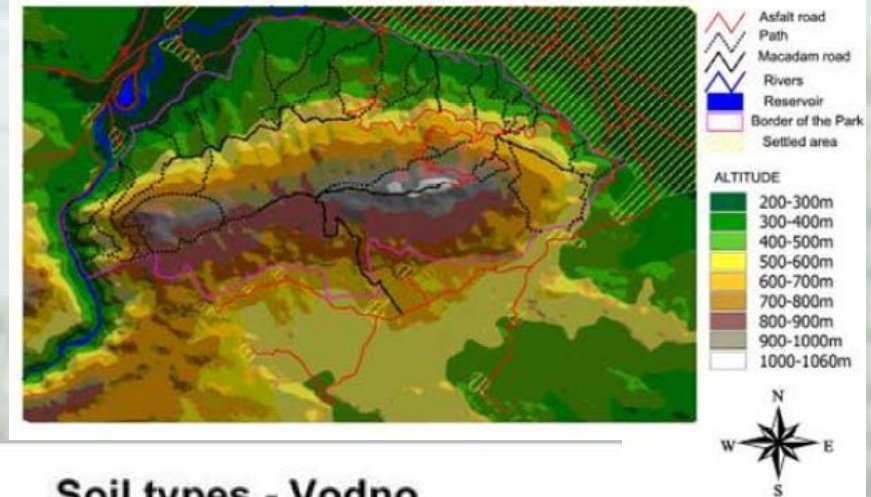 Asfalt road
Path
Macadam road
Rivers
Reservoir
Border of the Park
Settled area
ALTITUDE
200-300m
300-400m
400-500m
500-600m
600-700m
700-800m
800-900m
900-1000m
1000-1060m
N
W E
S
Soil types - Vodno